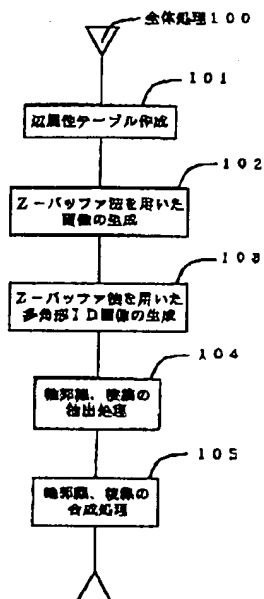 全体処理100
101
辺属性テーブル作成
102
Z-バッファ法を用いた
画像の生成
103
Z-バッファ法を用いた
多角形ID画像の生成
104
輪郭線、稜線の
抽出処理
105
輪郭線、稜線の
合成処理